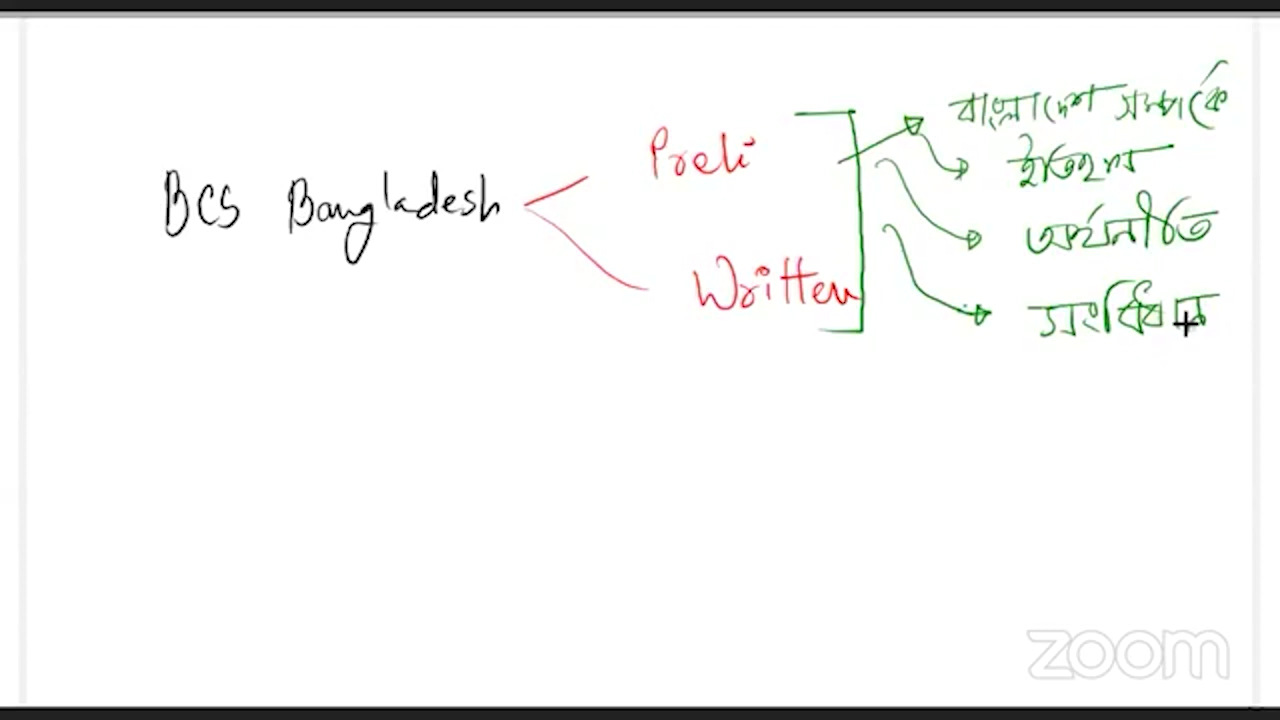 BCS Bangladesh
Preli
Written
বাংলাদেশ সম্পর্কে
ইতিহাস
অর্থনীতি
সংবিধান
zoom